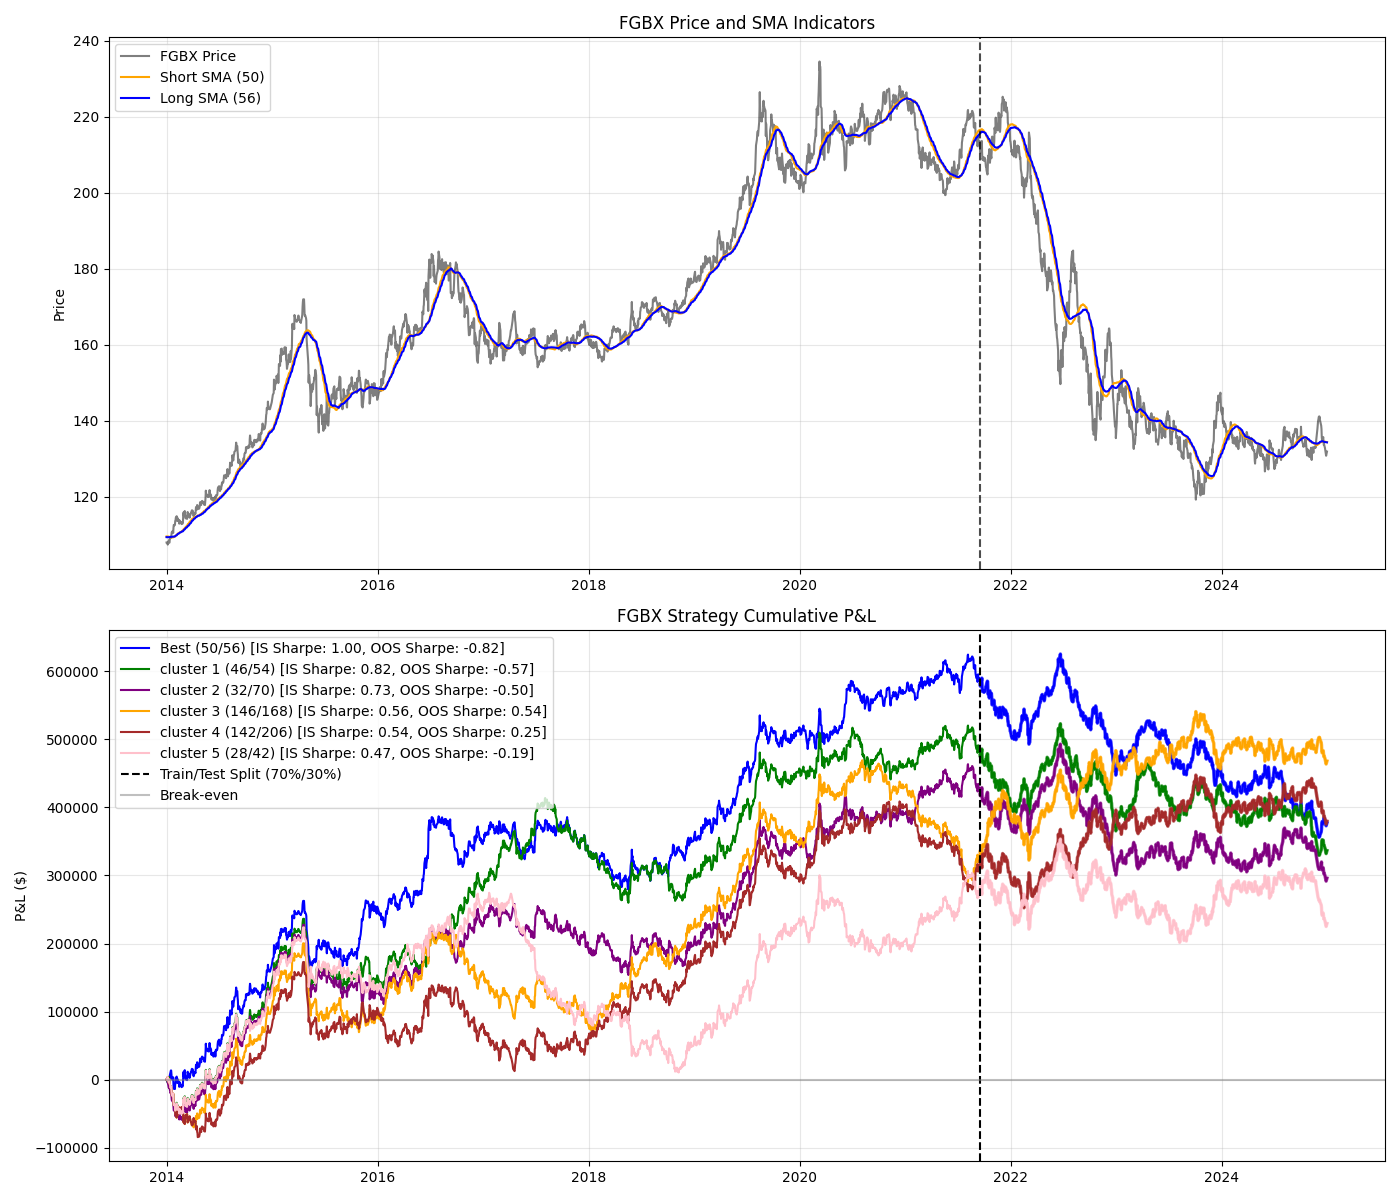 FGBX Price and SMA Indicators
FGBX Price
Short SMA (50)
Long SMA (56)
Price
240
220
200
180
160
140
120
2014
2016
2018
2020
2022
2024
FGBX Strategy Cumulative P&L
Best (50/56) [IS Sharpe: 1.00, OOS Sharpe: -0.82]
cluster 1 (46/54) [IS Sharpe: 0.82, OOS Sharpe: -0.57]
cluster 2 (32/70) [IS Sharpe: 0.73, OOS Sharpe: -0.50]
cluster 3 (146/168) [IS Sharpe: 0.56, OOS Sharpe: 0.54]
cluster 4 (142/206) [IS Sharpe: 0.54, OOS Sharpe: 0.25]
cluster 5 (28/42) [IS Sharpe: 0.47, OOS Sharpe: -0.19]
Train/Test Split (70%/30%)
Break-even
P&L ($)
600000
500000
400000
300000
200000
100000
0
−100000
2014
2016
2018
2020
2022
2024